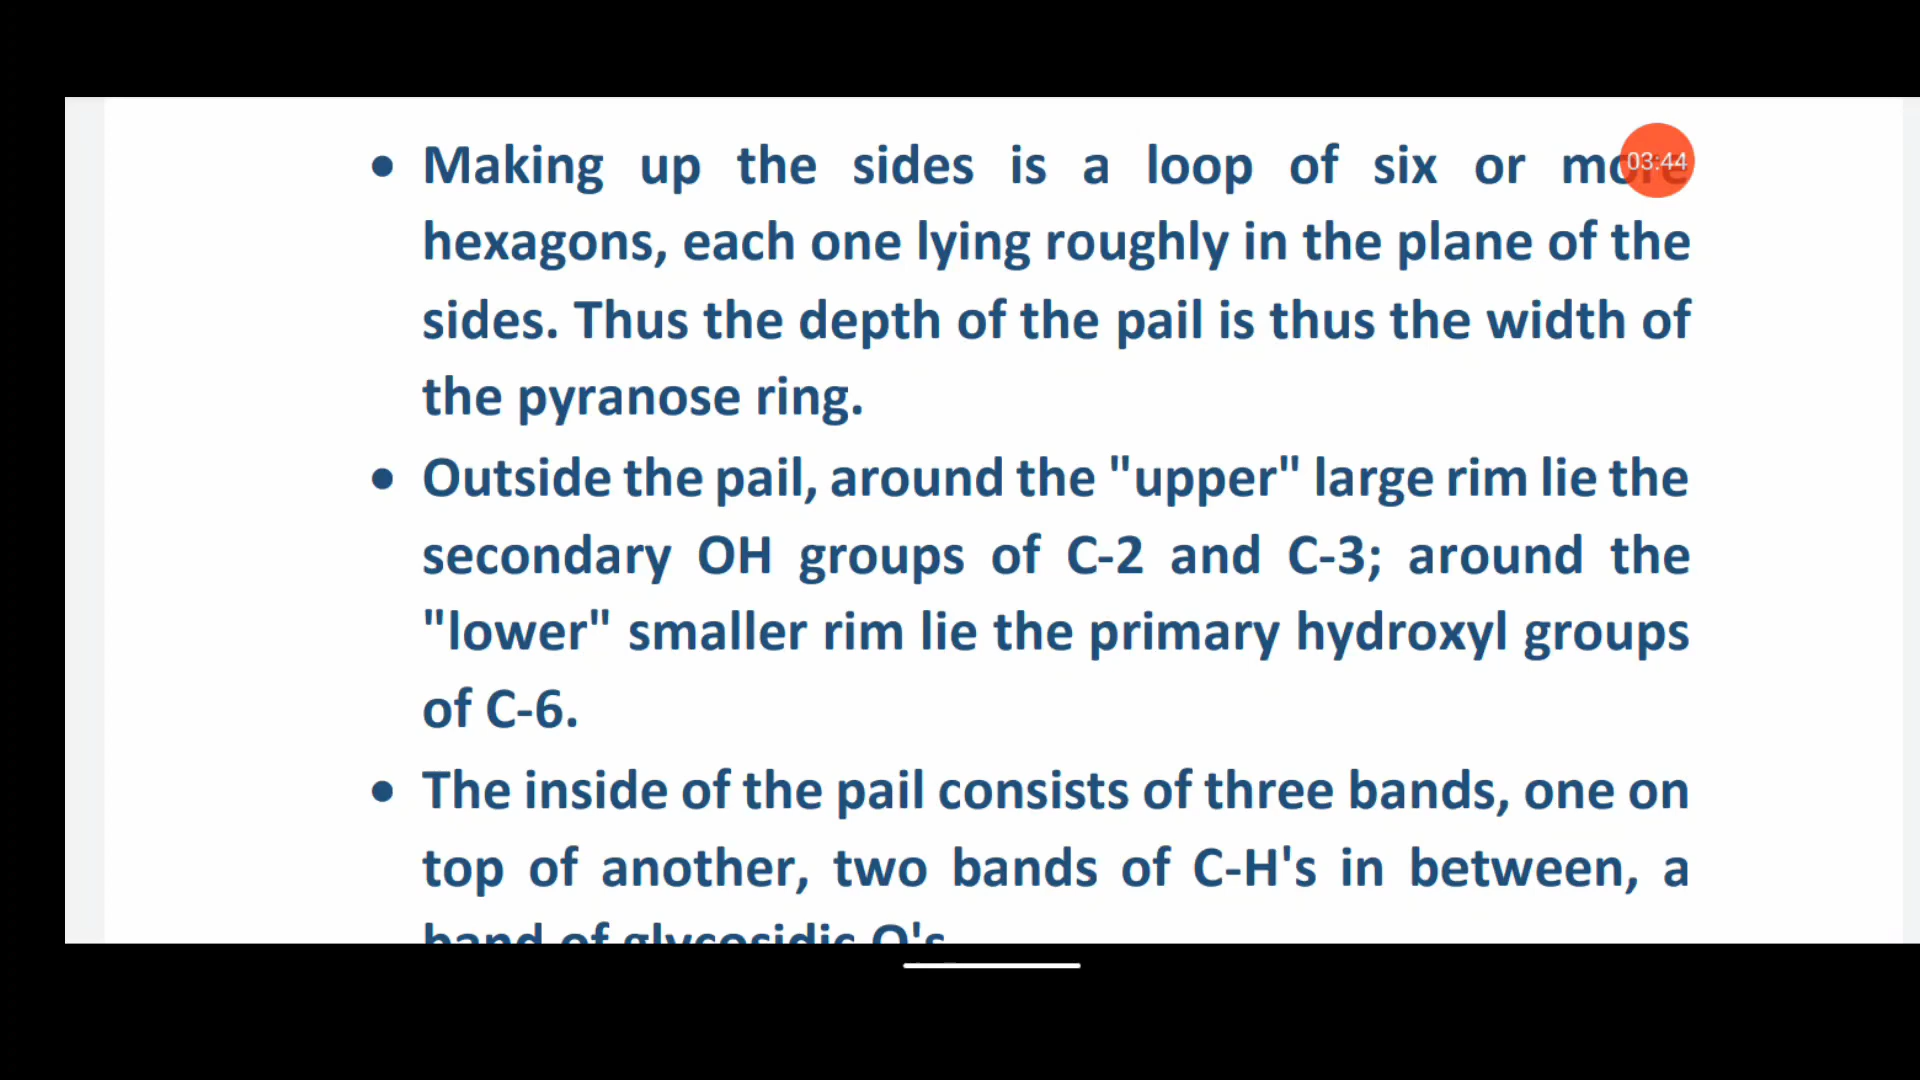 • Making up the sides is a loop of six or more
hexagons, each one lying roughly in the plane of the
sides. Thus the depth of the pail is thus the width of
the pyranose ring.
• Outside the pail, around the "upper" large rim lie the
secondary OH groups of C-2 and C-3; around the
"lower" smaller rim lie the primary hydroxyl groups
of C-6.
• The inside of the pail consists of three bands, one on
top of another, two bands of C-H's in between, a
band of glycosidic O's
03:44